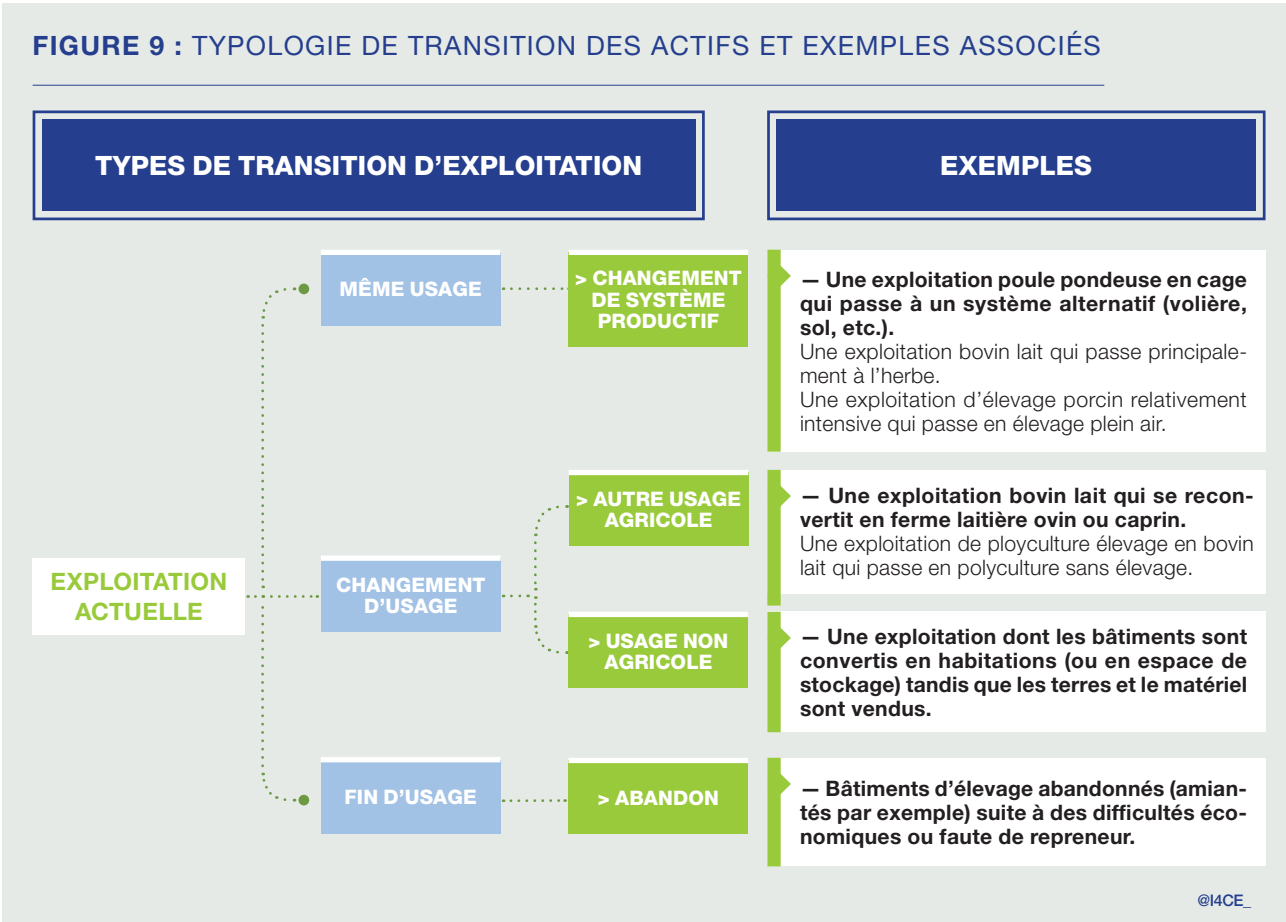 FIGURE 9 : TYPOLOGIE DE TRANSITION DES ACTIFS ET EXEMPLES ASSOCIÉS
TYPES DE TRANSITION D’EXPLOITATION
EXEMPLES
EXPLOITATION
ACTUELLE
MÊME USAGE
> CHANGEMENT
DE SYSTÈME
PRODUCTIF
— Une exploitation poule pondeuse en cage
qui passe à un système alternatif (volière,
sol, etc.).
Une exploitation bovin lait qui passe principale-
ment à l’herbe.
Une exploitation d’élevage porcin relativement
intensive qui passe en élevage plein air.
CHANGEMENT
D’USAGE
> AUTRE USAGE
AGRICOLE
— Une exploitation bovin lait qui se recon-
vertit en ferme laitière ovin ou caprin.
Une exploitation de ployculture élevage en bovin
lait qui passe en polyculture sans élevage.
> USAGE NON
AGRICOLE
— Une exploitation dont les bâtiments sont
convertis en habitations (ou en espace de
stockage) tandis que les terres et le matériel
sont vendus.
FIN D’USAGE
> ABANDON
— Bâtiments d’élevage abandonnés (amian-
tés par exemple) suite à des difficultés éco-
nomiques ou faute de repreneur.
@I4CE_